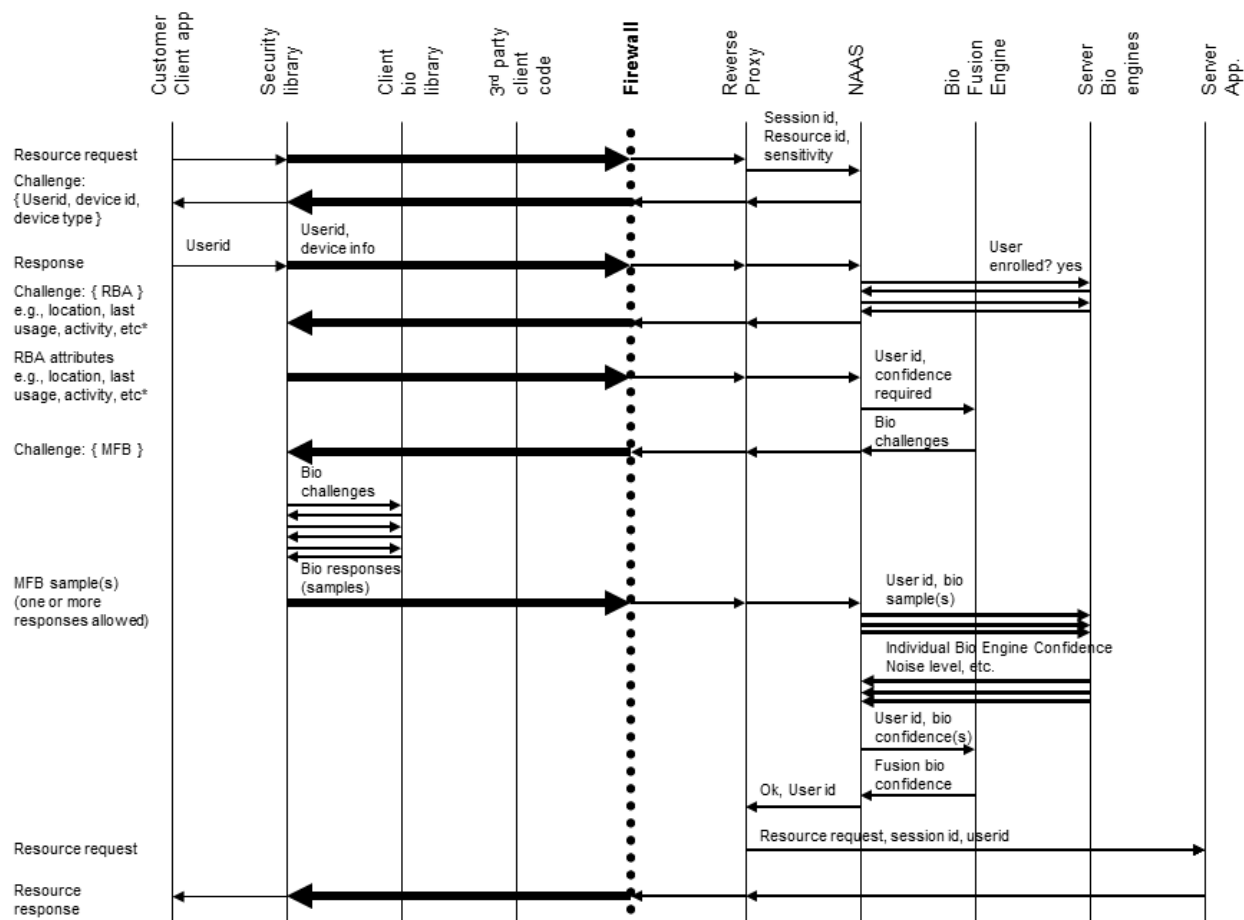 Customer
Client app
Security
library
Client
bio
library
3rd party
client
code
Firewall
Reverse
Proxy
NAAS
Bio
Fusion
Engine
Server
Bio engines
Server
App.
Session id,
Resource id,
sensitivity
Resource request
Challenge:
{ Userid, device id,
device type }
Userid
Userid,
device info
User
enrolled? yes
Response
Challenge: { RBA }
e.g., location, last
usage, activity, etc*
RBA attributes
e.g., location, last
usage, activity, etc*
User id,
confidence
required
Bio
challenges
Challenge: { MFB }
Bio
challenges
Bio responses
(samples)
MFB sample(s)
(one or more
responses allowed)
User id, bio
sample(s)
Individual Bio Engine Confidence
Noise level, etc.
User id, bio
confidence(s)
Fusion bio
confidence
Ok, User id
Resource request, session id, userid
Resource request
Resource
response